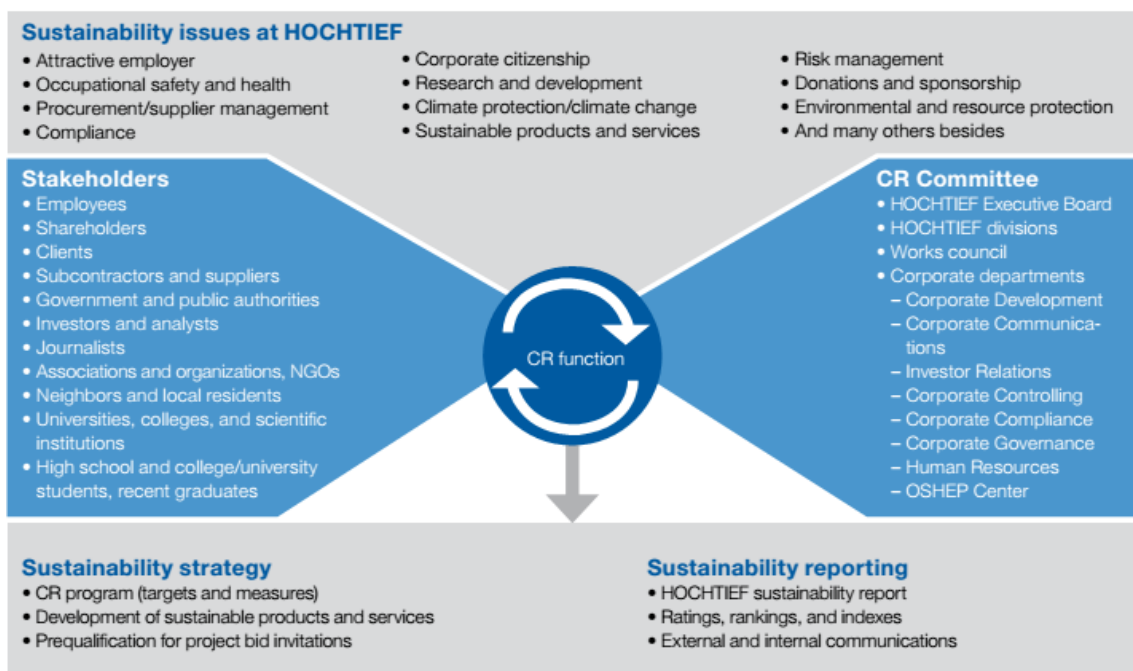 Sustainability issues at HOCHTIEF
• Attractive employer
• Occupational safety and health
• Procurement/supplier management
• Compliance
• Corporate citizenship
• Research and development
• Climate protection/climate change
• Sustainable products and services
• Risk management
• Donations and sponsorship
• Environmental and resource protection
• And many others besides
Stakeholders
• Employees
• Shareholders
• Clients
• Subcontractors and suppliers
• Government and public authorities
• Investors and analysts
• Journalists
• Associations and organizations, NGOs
• Neighbors and local residents
• Universities, colleges, and scientific
institutions
• High school and college/university
students, recent graduates
CR function
CR Committee
• HOCHTIEF Executive Board
• HOCHTIEF divisions
• Works council
• Corporate departments
– Corporate Development
– Corporate Communica-
tions
– Investor Relations
– Corporate Controlling
– Corporate Compliance
– Corporate Governance
– Human Resources
– OSHEP Center
Sustainability strategy
• CR program (targets and measures)
• Development of sustainable products and services
• Prequalification for project bid invitations
Sustainability reporting
• HOCHTIEF sustainability report
• Ratings, rankings, and indexes
• External and internal communications